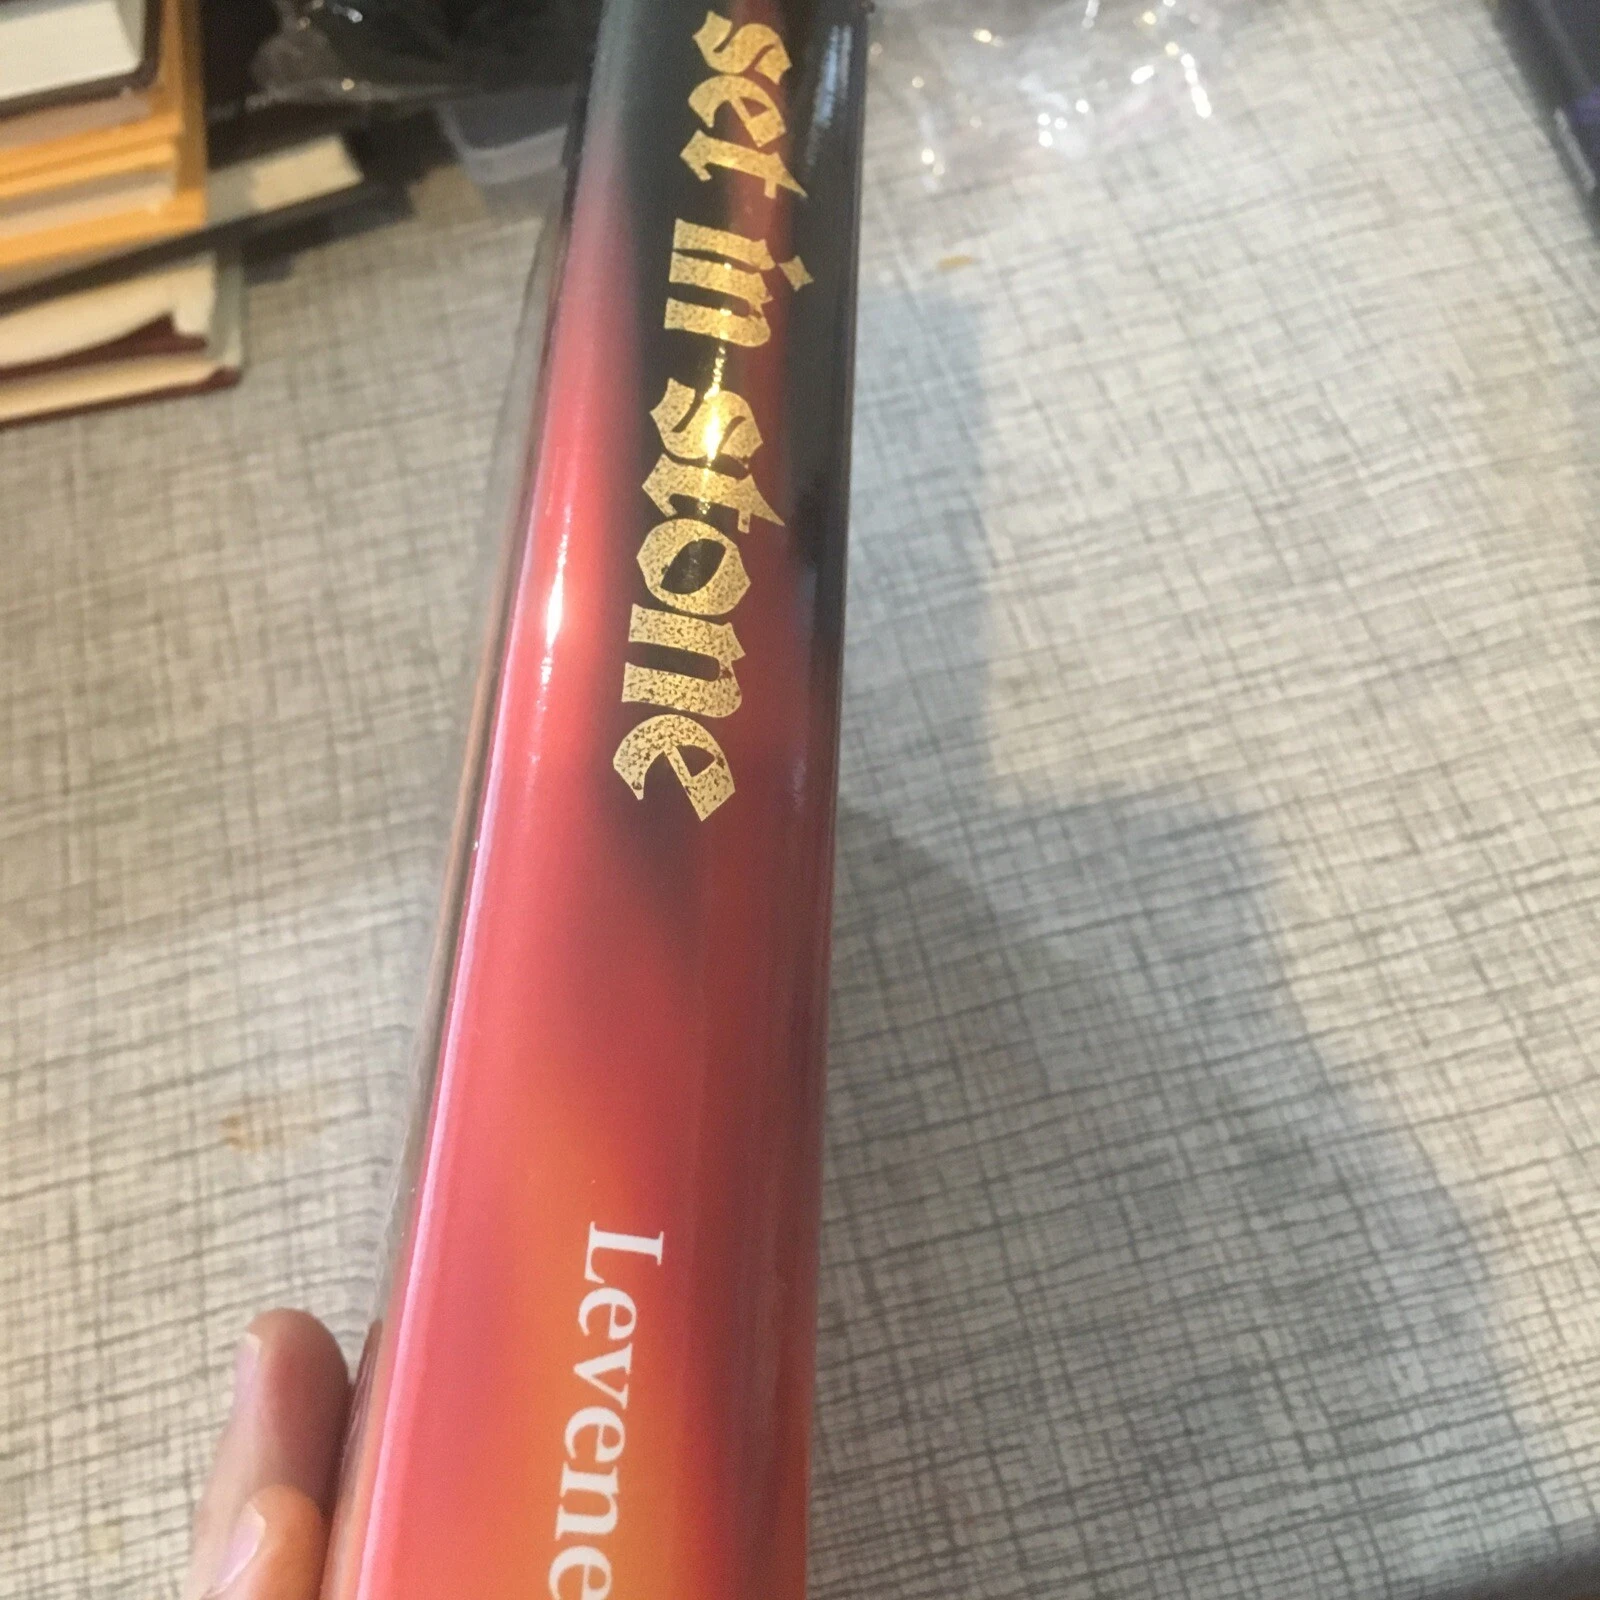 set in stone
Levene